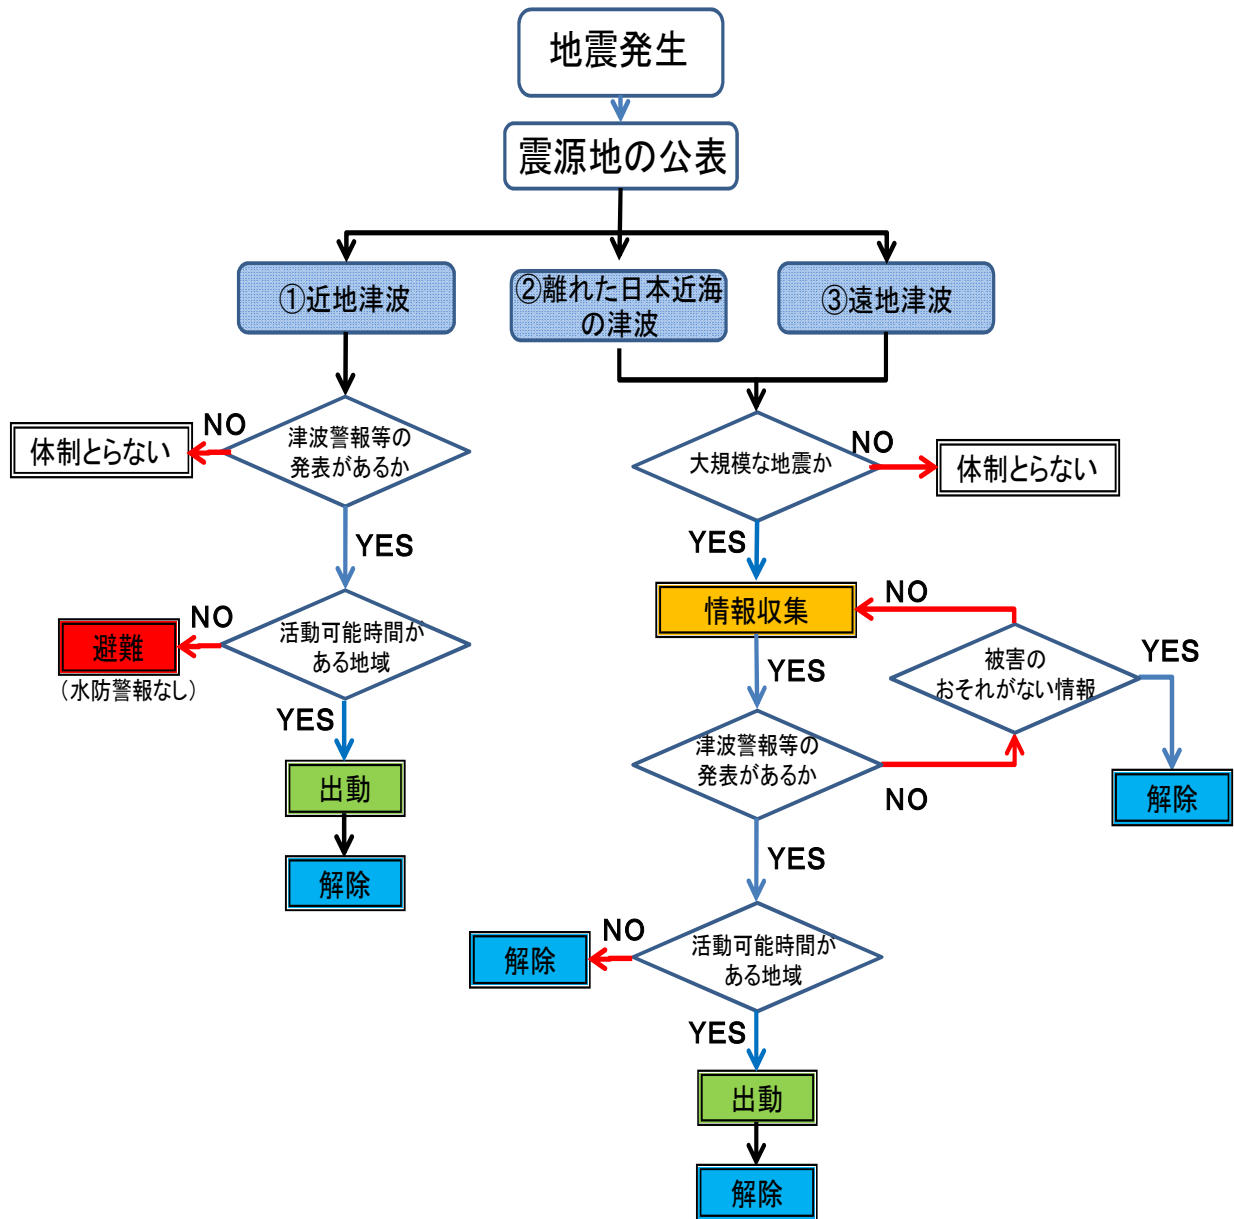 地震発生
震源地の公表
①近地津波
②離れた日本近海
の津波
③遠地津波
津波警報等の
発表があるか
NO
体制とらない
YES
活動可能時間が
ある地域
NO
避難
（水防警報なし）
YES
出動
解除
大規模な地震か
NO
体制とらない
YES
情報収集
NO
YES
被害の
おそれがない情報
YES
解除
津波警報等の
発表があるか
NO
YES
活動可能時間が
ある地域
NO
解除
YES
出動
解除